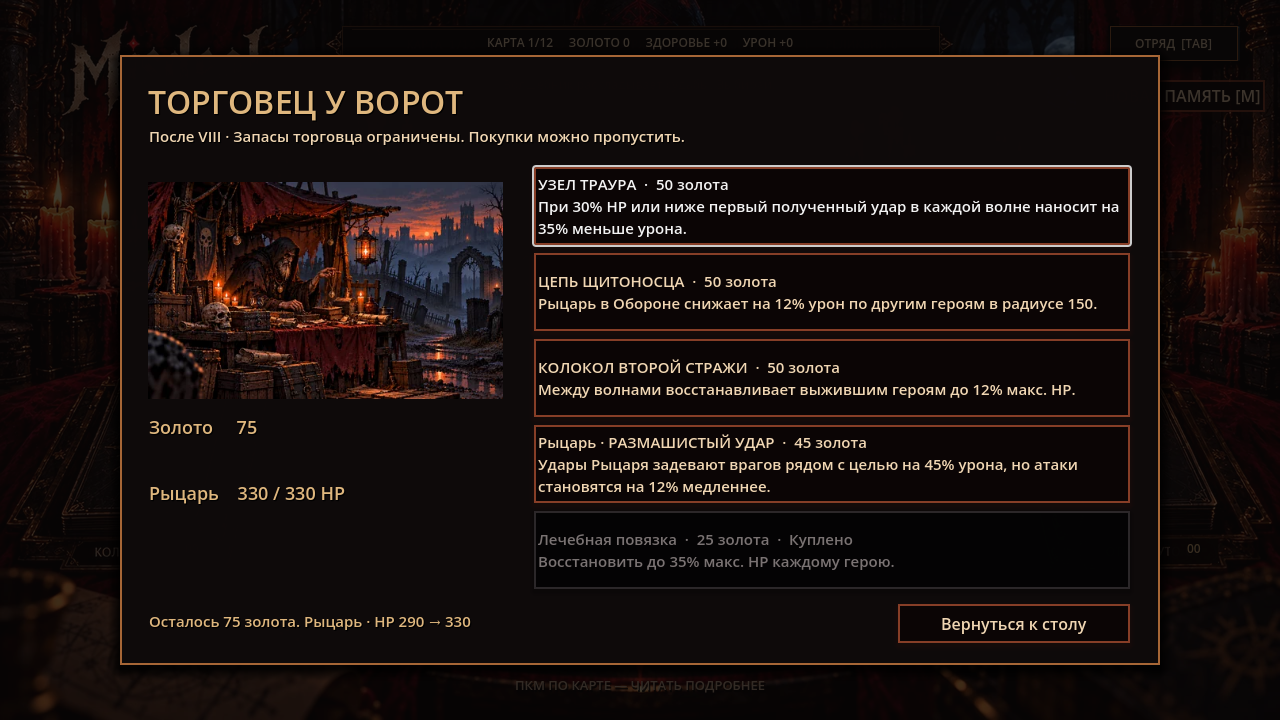 КАРТА 1/12 ЗОЛОТО 0 ЗДОРОВЬЕ +0 УРОН +0
ОТРЯД [TAB]
ПАМЯТЬ [M]
ТОРГОВЕЦ У ВОРОТ
После VIII · Запасы торговца ограничены. Покупки можно пропустить.
УЗЕЛ ТРАУРА · 50 золота
При 30% HP или ниже первый полученный удар в каждой волне наносит на
35% меньше урона.
ЦЕПЬ ЩИТОНОСЦА · 50 золота
Рыцарь в Обороне снижает на 12% урон по другим героям в радиусе 150.
КОЛОКОЛ ВТОРОЙ СТРАЖИ · 50 золота
Между волнами восстанавливает выжившим героям до 12% макс. HP.
Рыцарь · РАЗМАШИСТЫЙ УДАР · 45 золота
Удары Рыцаря задевают врагов рядом с целью на 45% урона, но атаки
становятся на 12% медленнее.
Лечебная повязка · 25 золота · Куплено
Восстановить до 35% макс. HP каждому герою.
Золото 75
Рыцарь 330 / 330 HP
00
Осталось 75 золота. Рыцарь · HP 290 → 330
Вернуться к столу
ПКМ ПО КАРТЕ — ЧИТАТЬ ПОДРОБНЕЕ